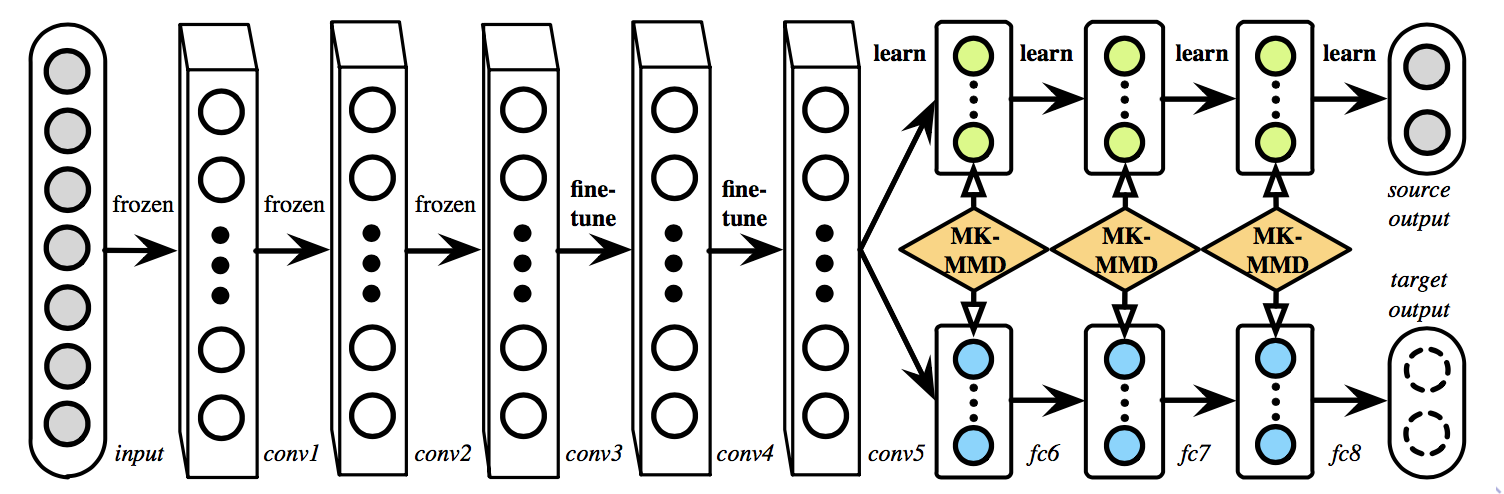 learn
learn
learn
learn
frozen
frozen
frozen
fine-
tune
fine-
tune
source
output
MK-
MMD
MK-
MMD
MK-
MMD
target
output
input
conv1
conv2
conv3
conv4
conv5
fc6
fc7
fc8